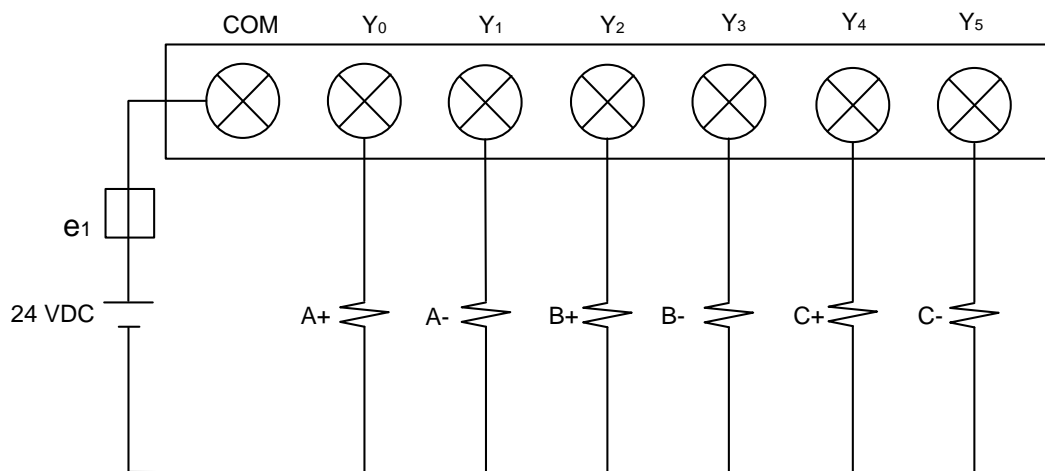 COM Y0 Y1 Y2 Y3 Y4 Y5
e1
24 VDC A+ A- B+ B- C+ C-